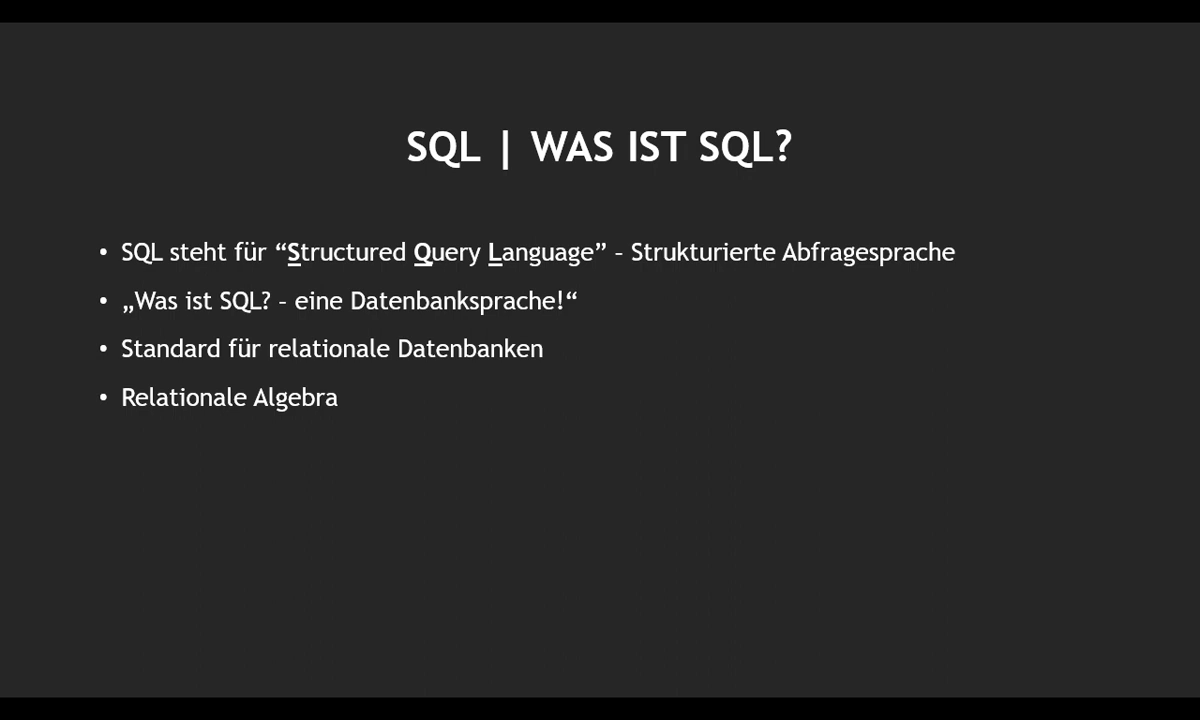 SQL | WAS IST SQL?
• SQL steht für “Structured Query Language” – Strukturierte Abfragesprache
• „Was ist SQL? – eine Datenbanksprache!“
• Standard für relationale Datenbanken
• Relationale Algebra